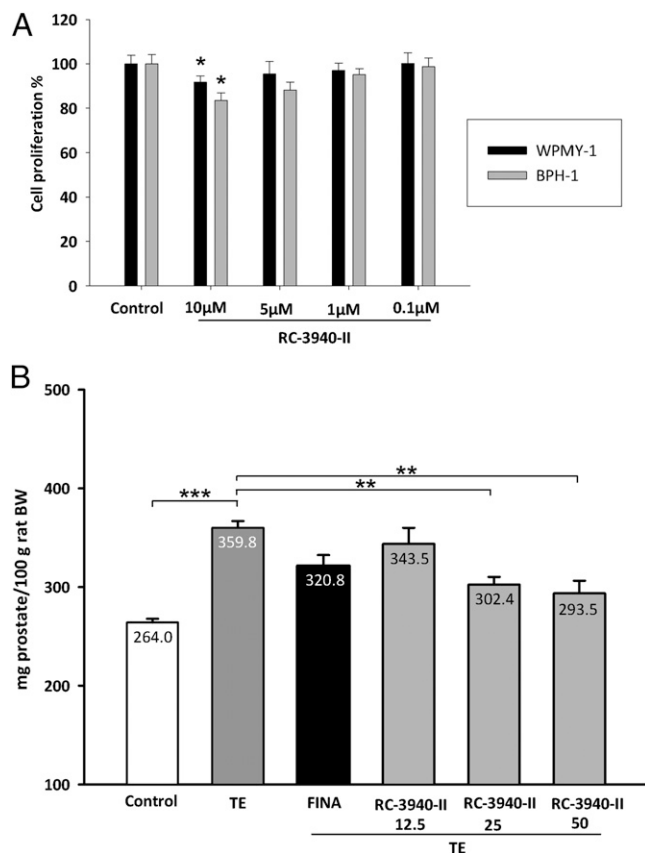 A
Cell proliferation %
120
100
80
60
40
20
0
* *
Control 10μM 5μM 1μM 0.1μM
RC-3940-II
WPMY-1
BPH-1
B
mg prostate/100 g rat BW
500
400
300
200
100
**
*** **
264.0 359.8 320.8 343.5 302.4 293.5
Control TE FINA RC-3940-II RC-3940-II RC-3940-II
12.5 25 50
TE